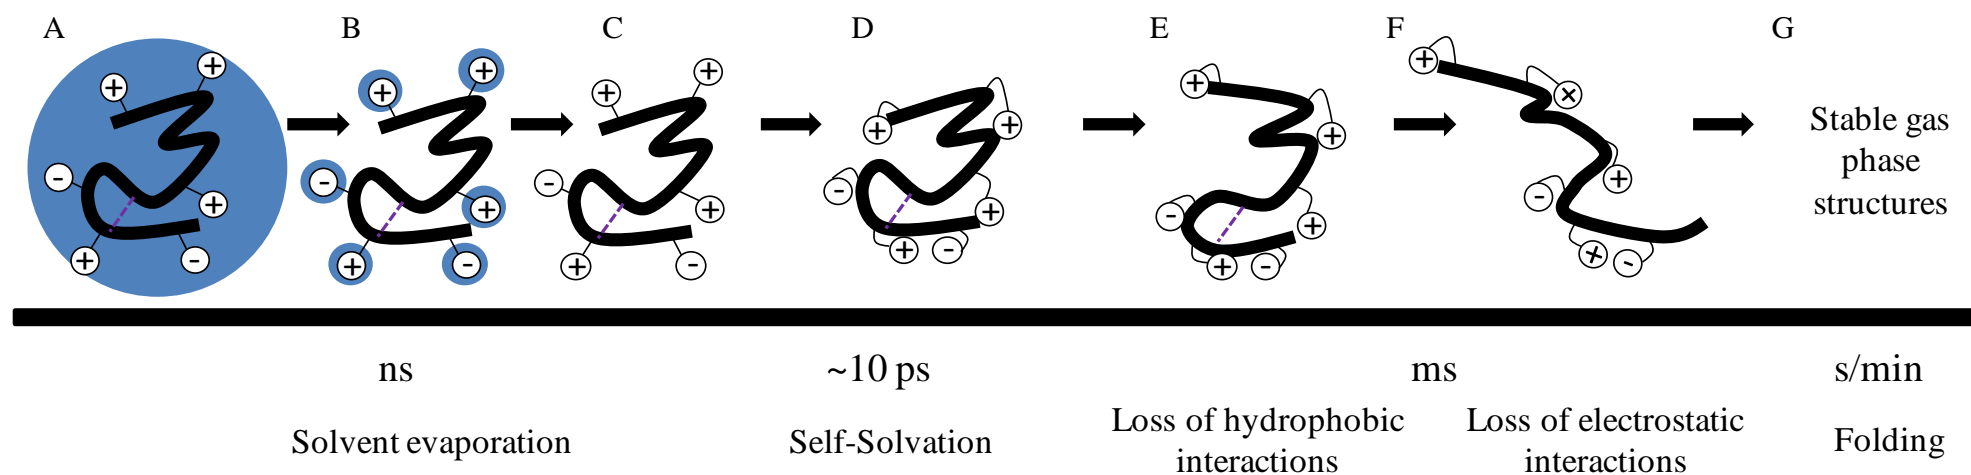 A B C D E F G
+ + - + + -
+ + - + + -
+ + - + + -
+ + - + + -
+ + - + + -
+ × + - + -
Stable gas
phase
structures
ns ~10 ps ms s/min
Solvent evaporation
Self-Solvation
Loss of hydrophobic
interactions
Loss of electrostatic
interactions
Folding